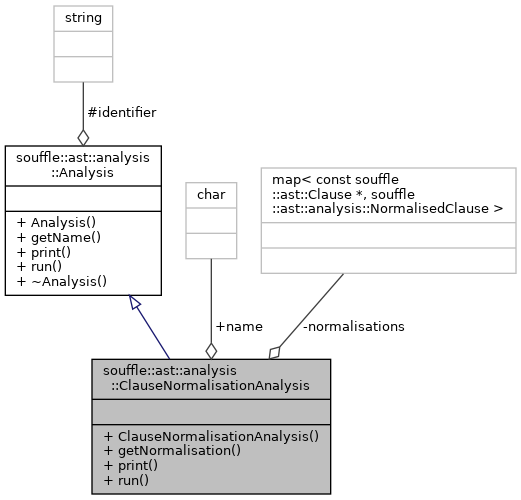 string
#identifier
souffle::ast::analysis
::Analysis
+ Analysis()
+ getName()
+ print()
+ run()
+ ~Analysis()
char
map< const souffle
::ast::Clause *, souffle
::ast::analysis::NormalisedClause >
+name
-normalisations
souffle::ast::analysis
::ClauseNormalisationAnalysis
+ ClauseNormalisationAnalysis()
+ getNormalisation()
+ print()
+ run()